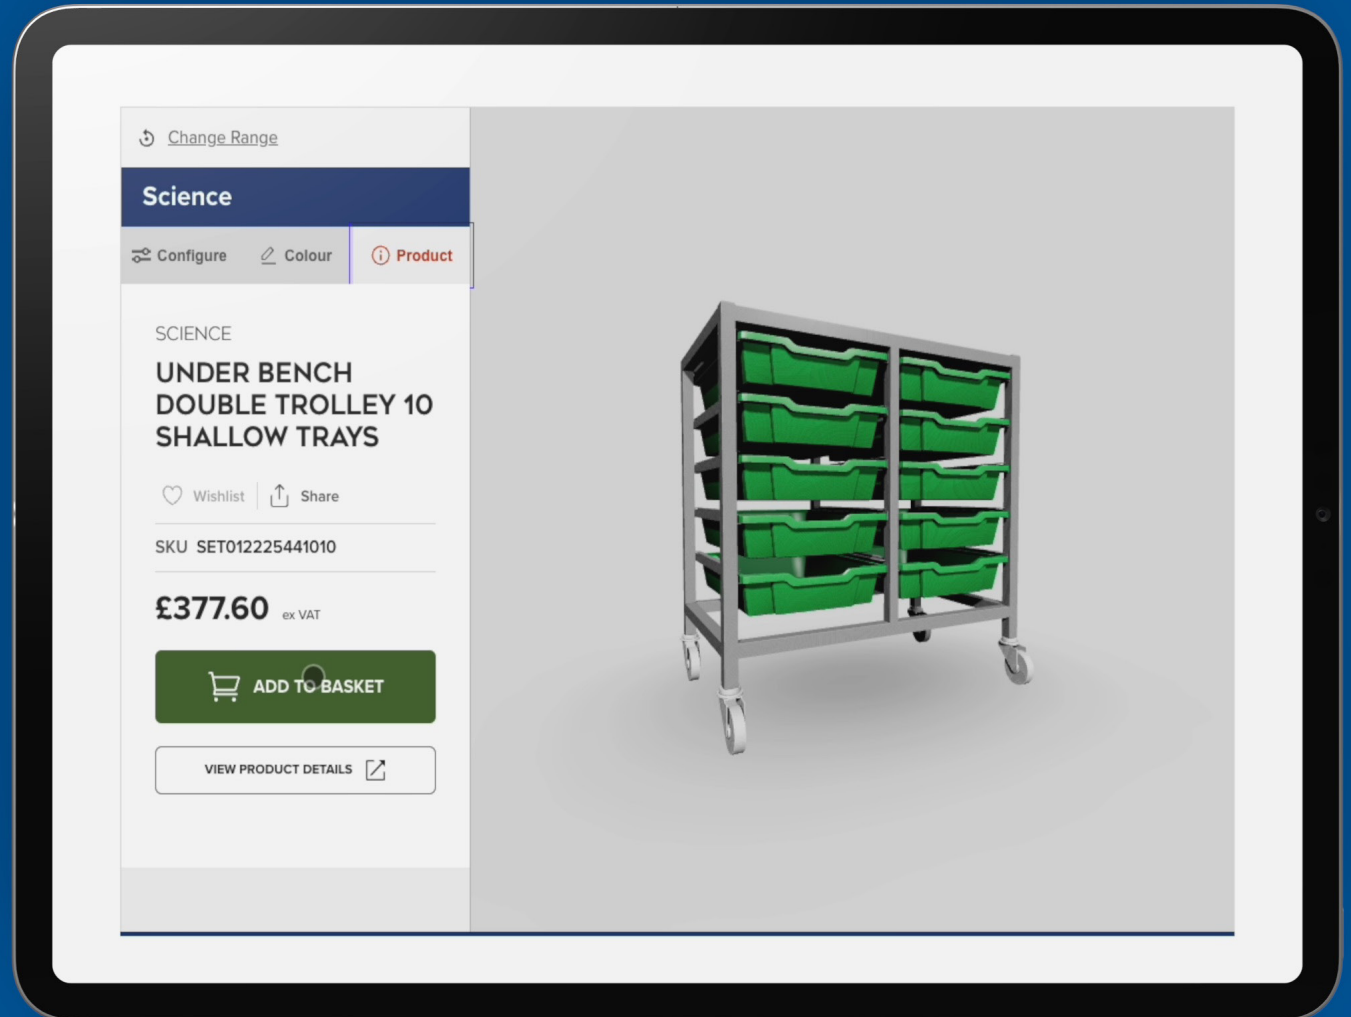 Change Range
Science
Configure
Colour
Product
SCIENCE
UNDER BENCH
DOUBLE TROLLEY 10
SHALLOW TRAYS
Wishlist
Share
SKU SET012225441010
£377.60 ex VAT
ADD TO BASKET
VIEW PRODUCT DETAILS